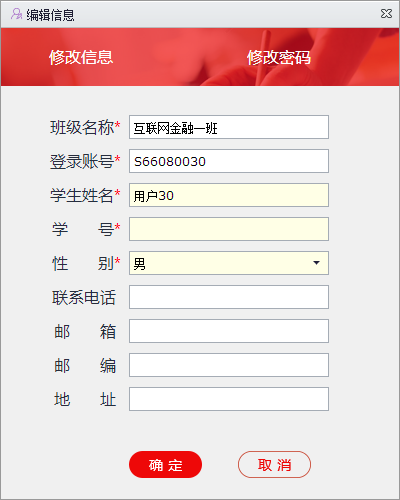 编辑信息
修改信息 修改密码
班级名称* 互联网金融一班
登录账号* S66080030
学生姓名* 用户30
学 号*
性 别* 男
联系电话
邮 箱
邮 编
地 址
确 定 取 消